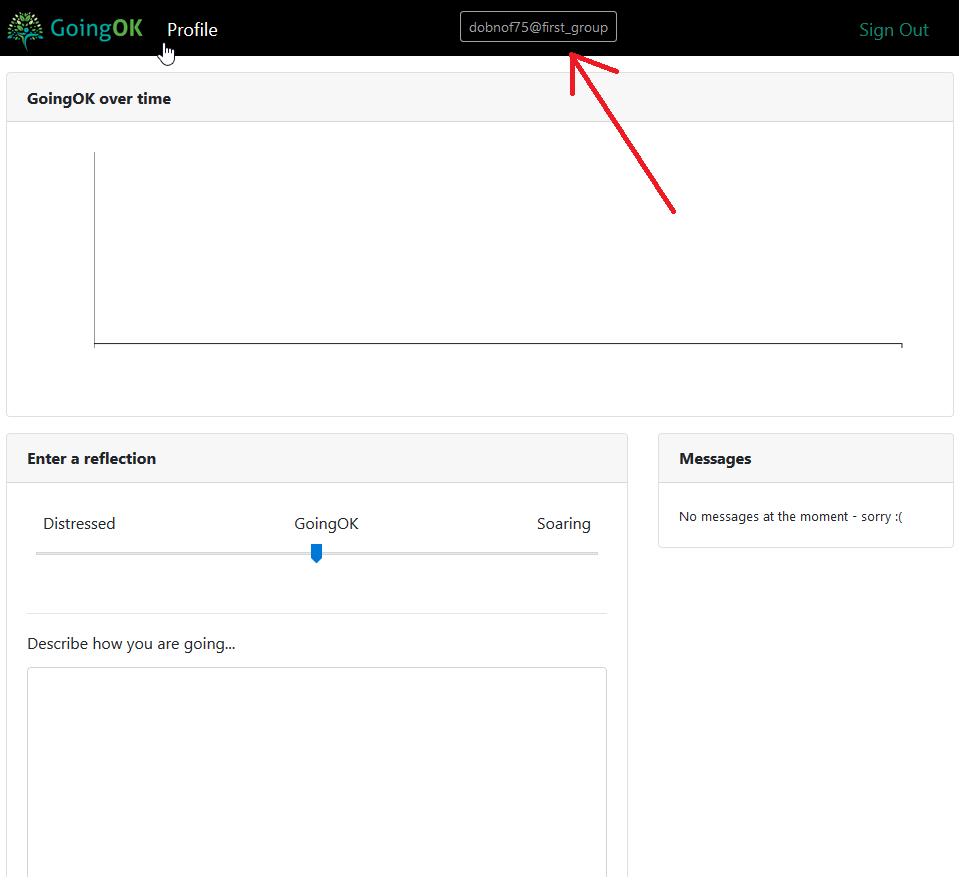 GoingOK Profile dobnof75@first_group Sign Out
GoingOK over time
Enter a reflection
Distressed GoingOK Soaring
Describe how you are going...
Messages
No messages at the moment - sorry :(